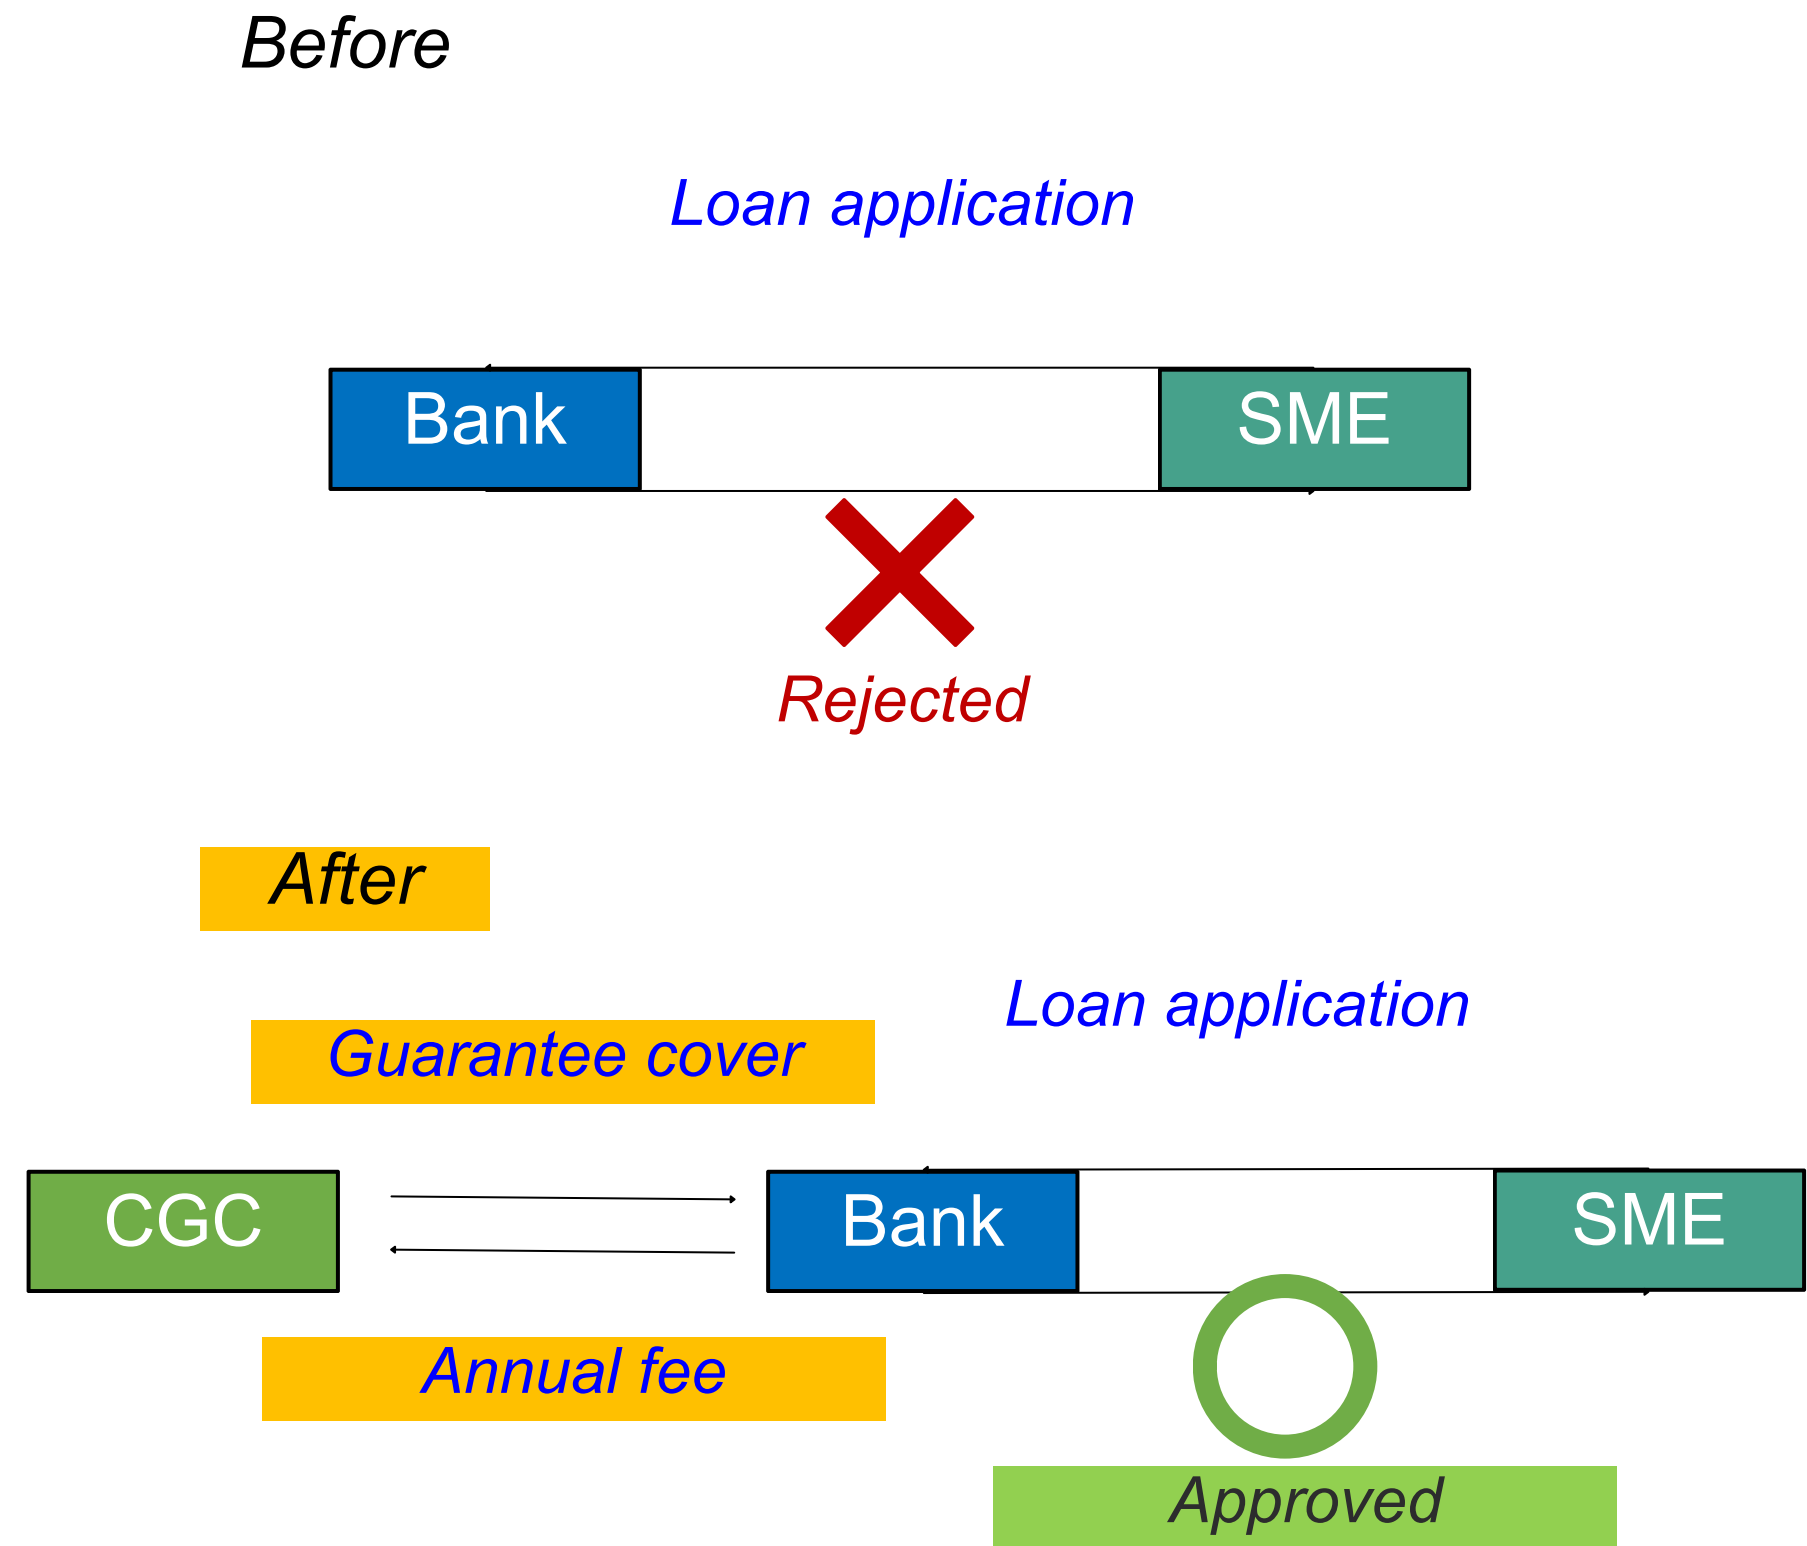 Before
Loan application
Bank
SME
Rejected
After
Loan application
Guarantee cover
CGC
Bank
SME
Annual fee
Approved